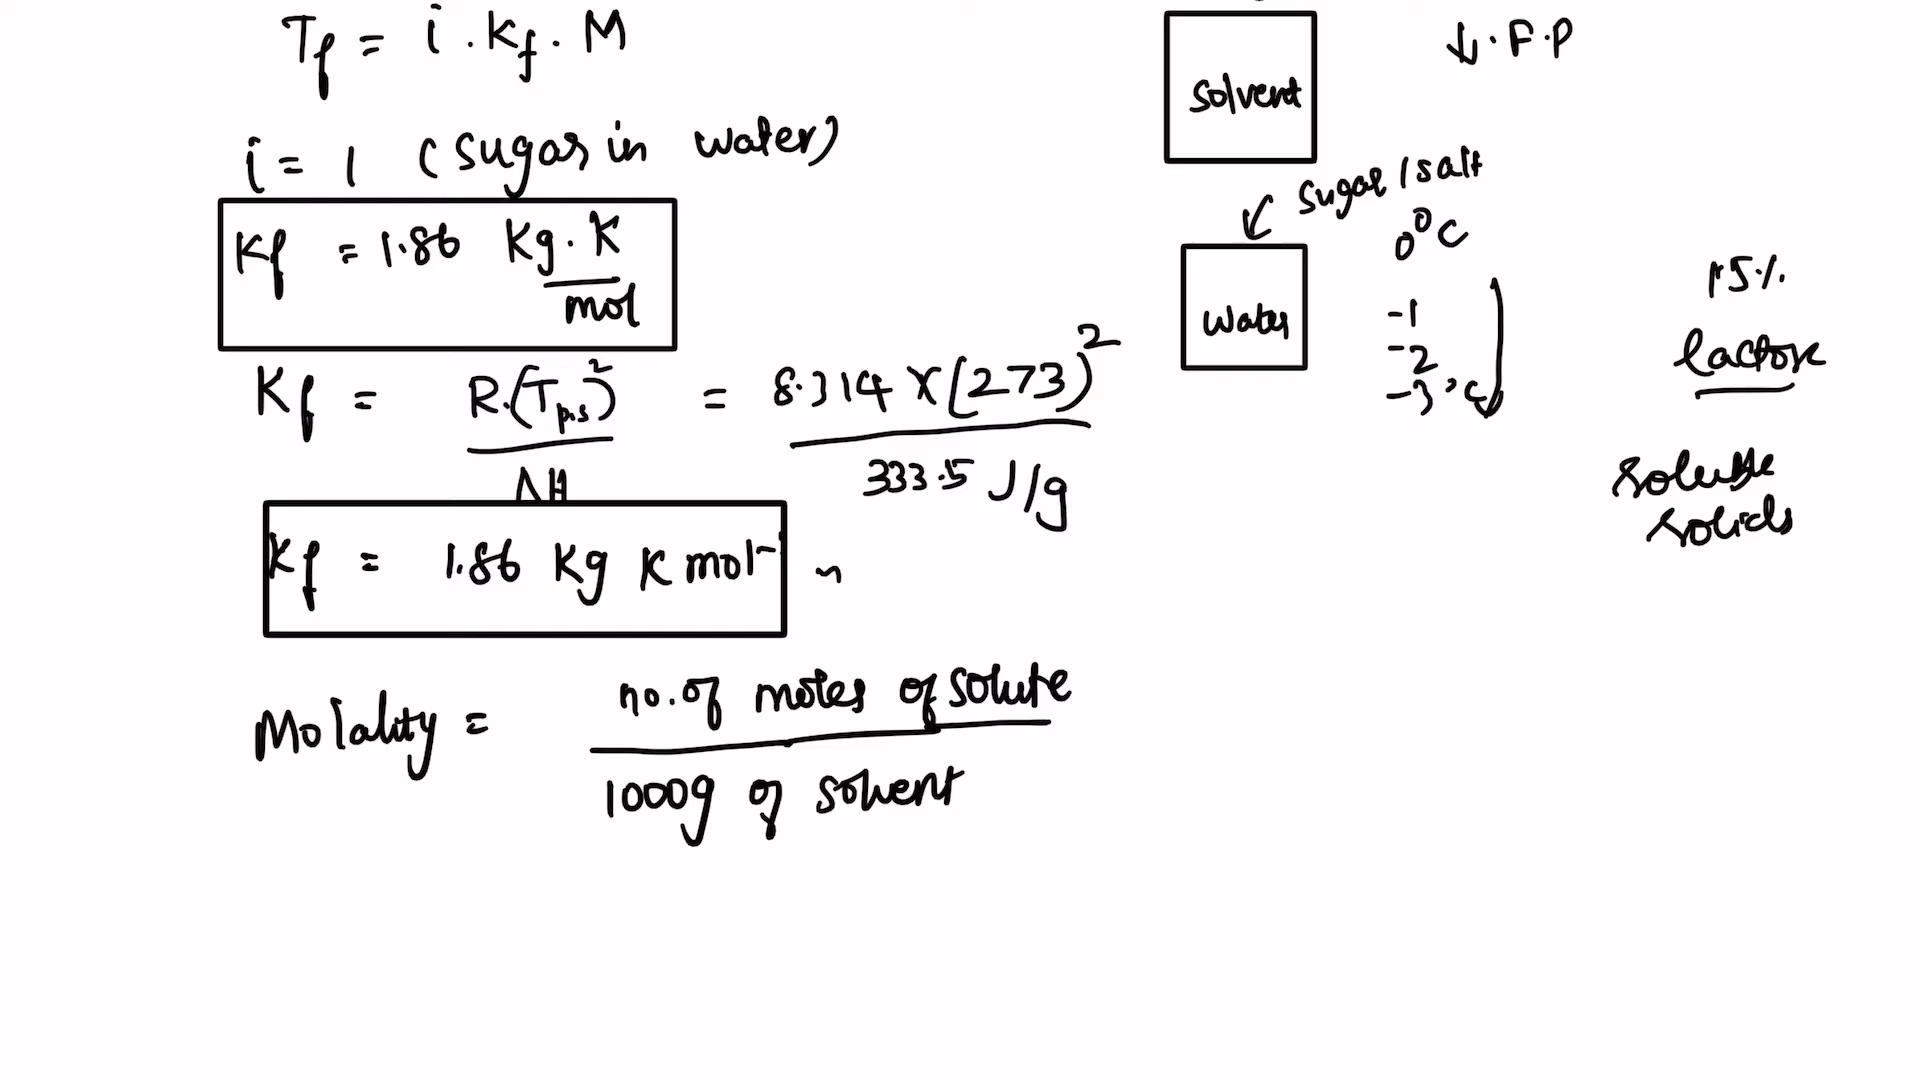 Tf = i . Kf . M
i = 1 (sugar in water)
Kf = 1.86 Kg . K
mol
Kf = R.(Tp.s)² = 8.314 X (273)²
ΔH 333.5 J/g
Kf = 1.86 Kg K mol⁻¹
Molality = no. of moles of solute
1000g of solvent
solvent
↓ . F . P
sugar / salt
water
0°C
-1
-2
-3°C
15%
lactose
soluble
solids